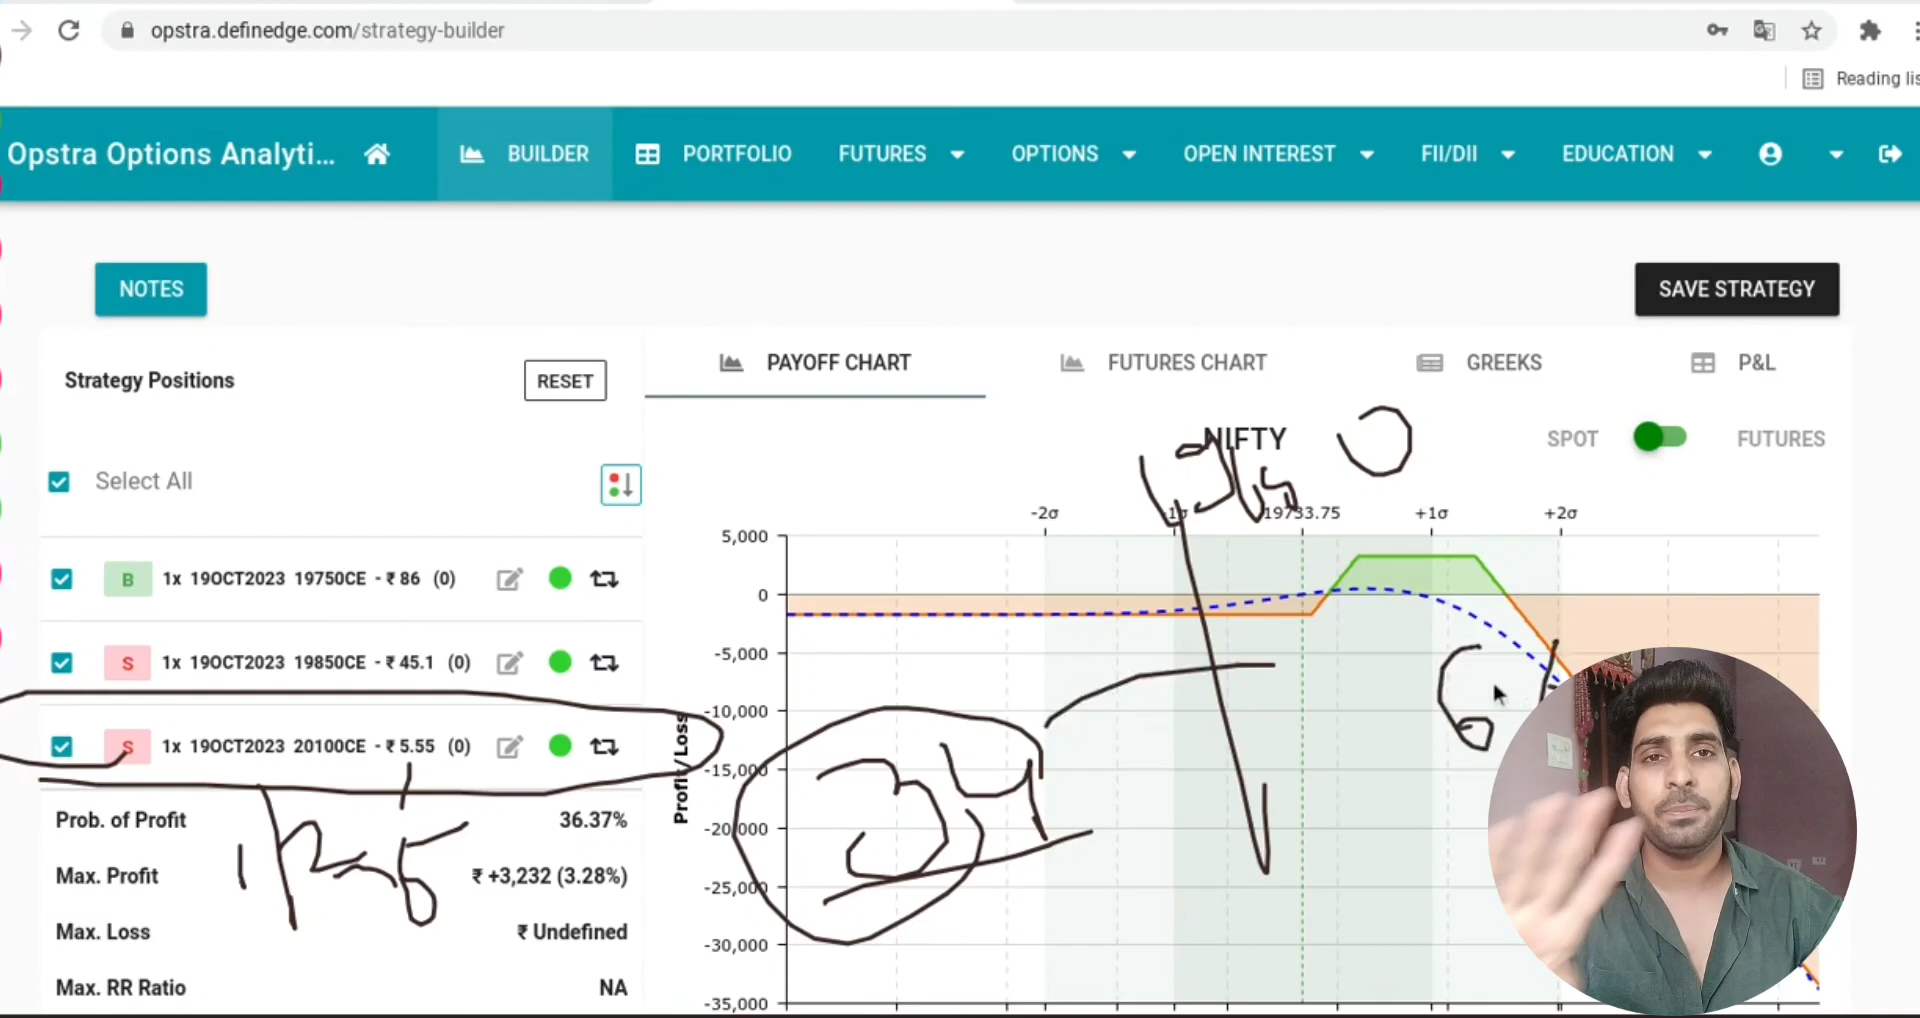 opstra.definedge.com/strategy-builder
Reading lis
Opstra Options Analyti... BUILDER PORTFOLIO FUTURES OPTIONS OPEN INTEREST FII/DII EDUCATION
NOTES
SAVE STRATEGY
Strategy Positions RESET
PAYOFF CHART FUTURES CHART GREEKS P&L
NIFTY
SPOT FUTURES
Select All
-2σ -1σ 19733.75 +1σ +2σ
B 1x 19OCT2023 19750CE - ₹ 86 (0)
S 1x 19OCT2023 19850CE - ₹ 45.1 (0)
S 1x 19OCT2023 20100CE - ₹ 5.55 (0)
Prob. of Profit 36.37%
Max. Profit ₹ +3,232 (3.28%)
Max. Loss ₹ Undefined
Max. RR Ratio NA
Profit/Loss
5,000
0
-5,000
-10,000
-15,000
-20,000
-25,000
-30,000
-35,000